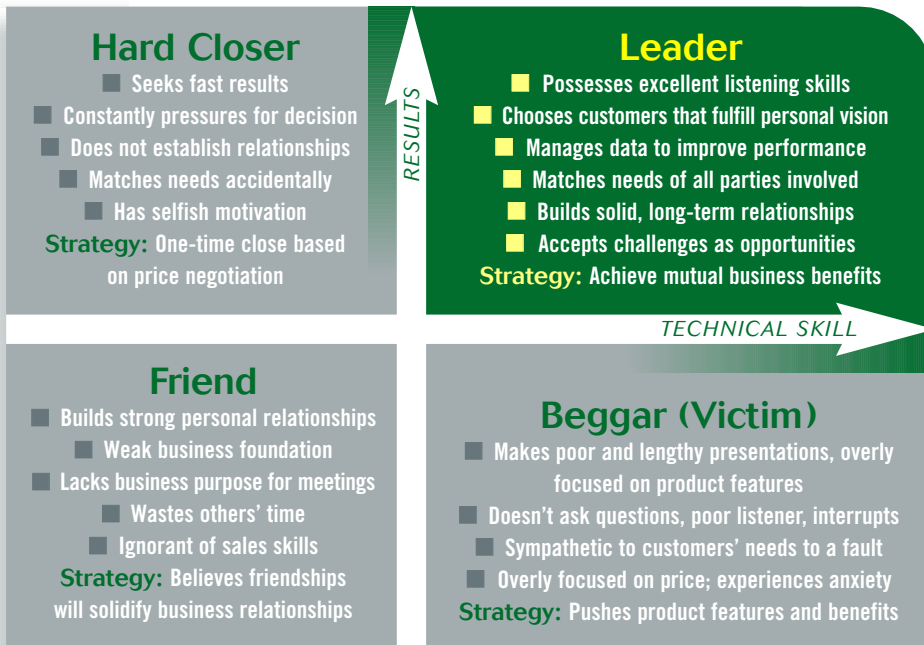 Hard Closer
Seeks fast results
Constantly pressures for decision
Does not establish relationships
Matches needs accidentally
Has selfish motivation
Strategy: One-time close based
on price negotiation
RESULTS
Leader
Possesses excellent listening skills
Chooses customers that fulfill personal vision
Manages data to improve performance
Matches needs of all parties involved
Builds solid, long-term relationships
Accepts challenges as opportunities
Strategy: Achieve mutual business benefits
TECHNICAL SKILL
Friend
Builds strong personal relationships
Weak business foundation
Lacks business purpose for meetings
Wastes others’ time
Ignorant of sales skills
Strategy: Believes friendships
will solidify business relationships
Beggar (Victim)
Makes poor and lengthy presentations, overly
focused on product features
Doesn’t ask questions, poor listener, interrupts
Sympathetic to customers’ needs to a fault
Overly focused on price; experiences anxiety
Strategy: Pushes product features and benefits